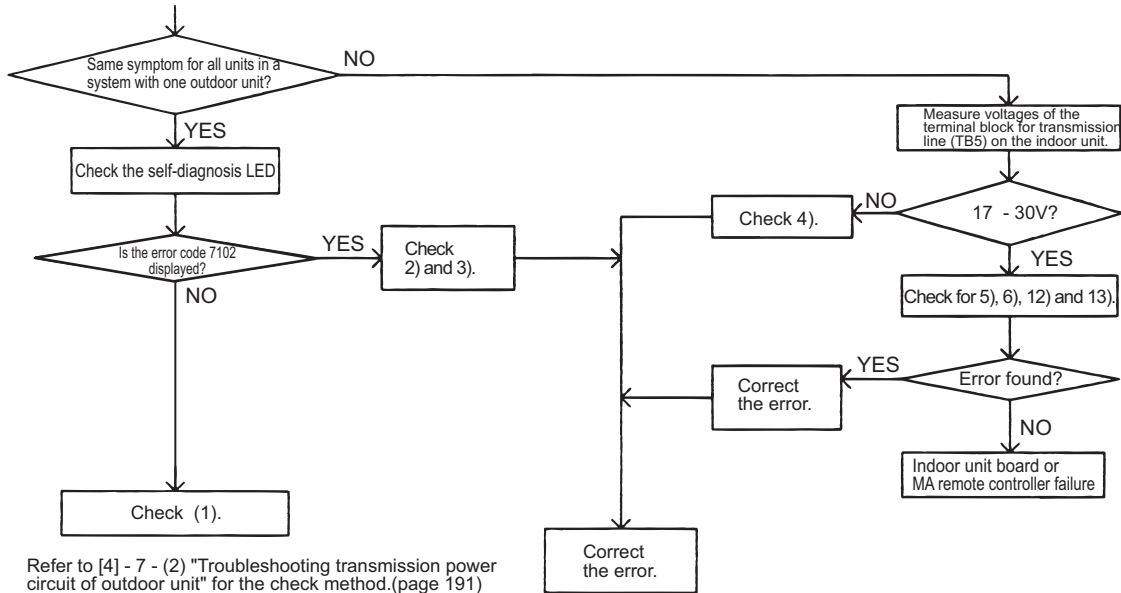 Same symptom for all units in a
system with one outdoor unit?
NO
YES
Measure voltages of the
terminal block for transmission
line (TB5) on the indoor unit.
Check the self-diagnosis LED
17 - 30V?
NO
Check 4).
YES
Is the error code 7102
displayed?
YES
Check
2) and 3).
NO
Check for 5), 6), 12) and 13).
Error found?
YES
Correct
the error.
NO
Indoor unit board or
MA remote controller failure
Check (1).
Correct
the error.
Refer to [4] - 7 - (2) "Troubleshooting transmission power
circuit of outdoor unit" for the check method.(page 191)